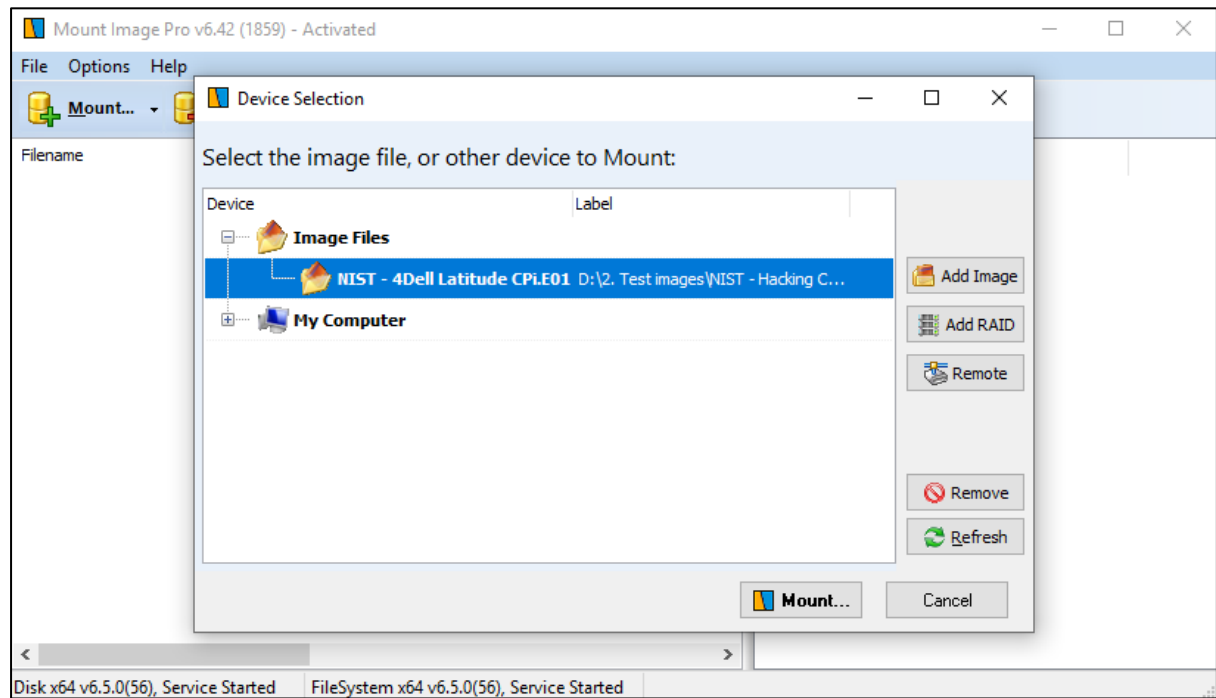 Mount Image Pro v6.42 (1859) - Activated
File Options Help
Mount...
Device Selection
Filename
Select the image file, or other device to Mount:
Device Label
Image Files
NIST - 4Dell Latitude CPi.E01 D:\2. Test images\NIST - Hacking C...
My Computer
Add Image
Add RAID
Remote
Remove
Refresh
Mount...
Cancel
Disk x64 v6.5.0(56), Service Started FileSystem x64 v6.5.0(56), Service Started